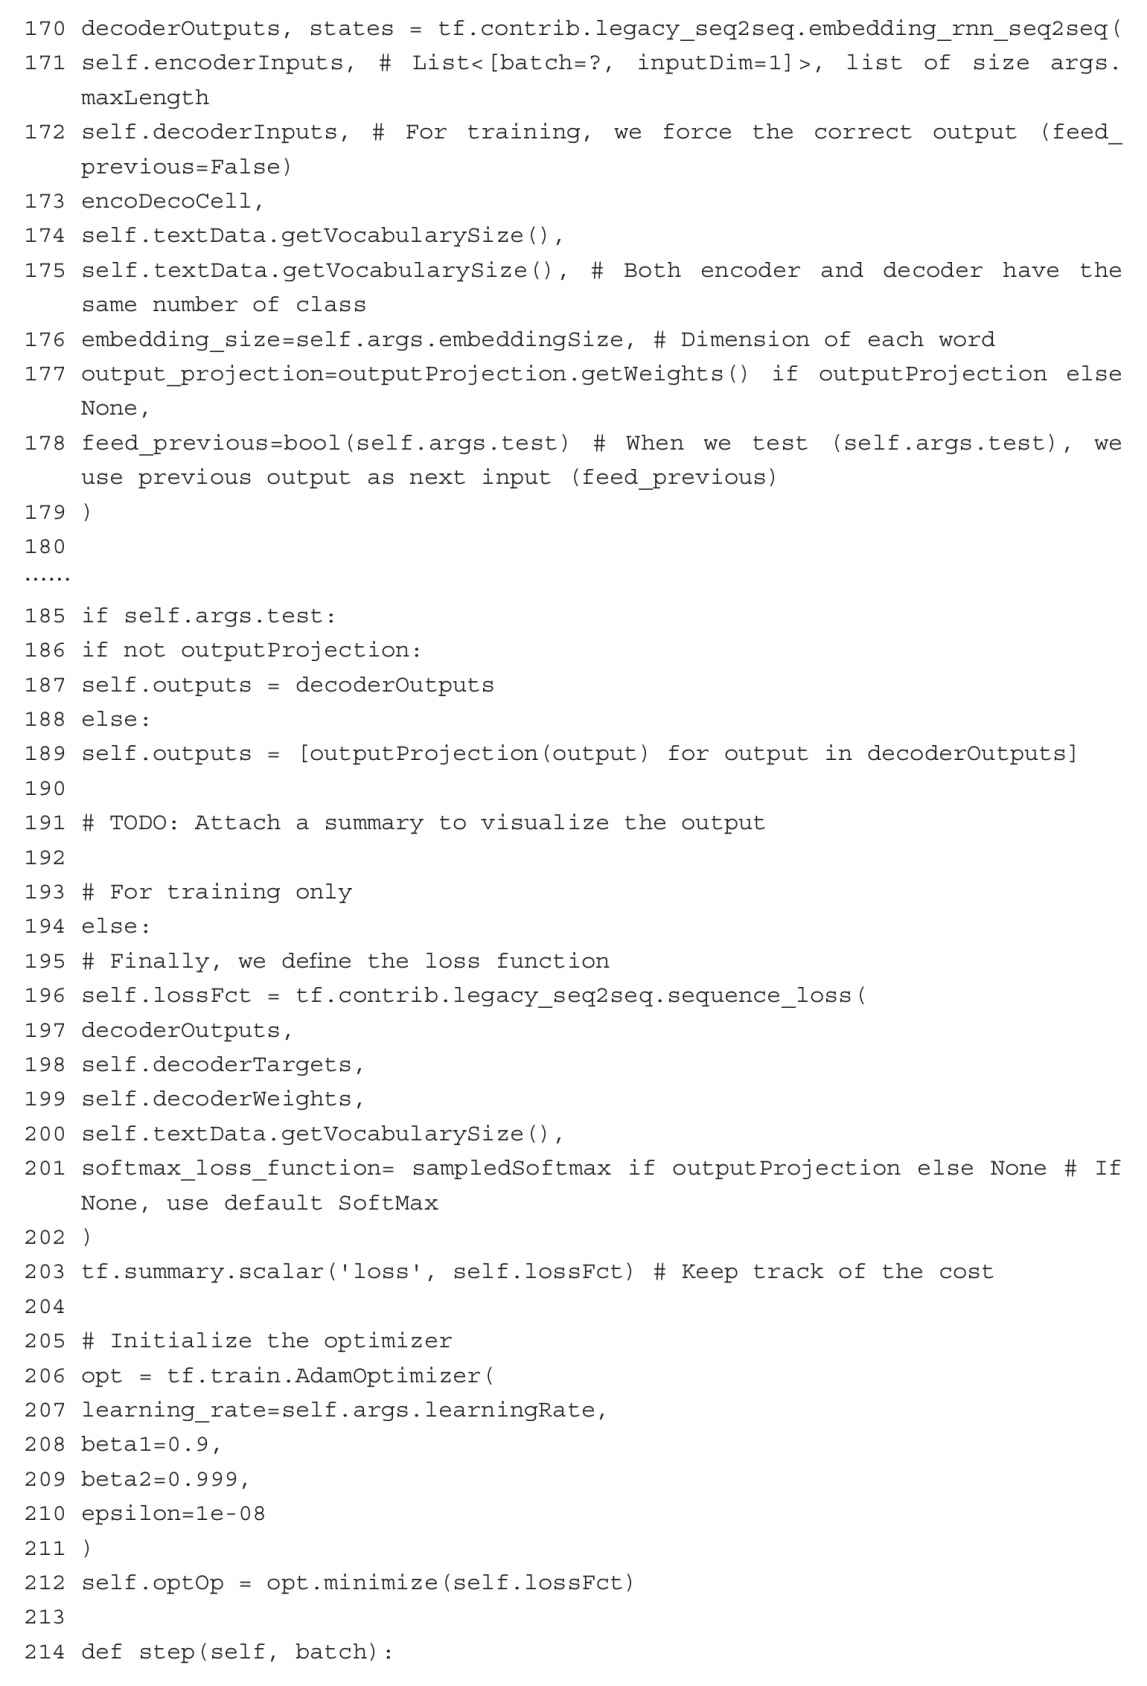 170 decoderOutputs, states = tf.contrib.legacy_seq2seq.embedding_rnn_seq2seq(
171 self.encoderInputs, # List<[batch=?, inputDim=1]>, list of size args.
maxLength
172 self.decoderInputs, # For training, we force the correct output (feed_
previous=False)
173 encoDecoCell,
174 self.textData.getVocabularySize(),
175 self.textData.getVocabularySize(), # Both encoder and decoder have the
same number of class
176 embedding_size=self.args.embeddingSize, # Dimension of each word
177 output_projection=outputProjection.getWeights() if outputProjection else
None,
178 feed_previous=bool(self.args.test) # When we test (self.args.test), we
use previous output as next input (feed_previous)
179 )
180
……
185 if self.args.test:
186 if not outputProjection:
187 self.outputs = decoderOutputs
188 else:
189 self.outputs = [outputProjection(output) for output in decoderOutputs]
190
191 # TODO: Attach a summary to visualize the output
192
193 # For training only
194 else:
195 # Finally, we define the loss function
196 self.lossFct = tf.contrib.legacy_seq2seq.sequence_loss(
197 decoderOutputs,
198 self.decoderTargets,
199 self.decoderWeights,
200 self.textData.getVocabularySize(),
201 softmax_loss_function= sampledSoftmax if outputProjection else None # If
None, use default SoftMax
202 )
203 tf.summary.scalar('loss', self.lossFct) # Keep track of the cost
204
205 # Initialize the optimizer
206 opt = tf.train.AdamOptimizer(
207 learning_rate=self.args.learningRate,
208 beta1=0.9,
209 beta2=0.999,
210 epsilon=1e-08
211 )
212 self.optOp = opt.minimize(self.lossFct)
213
214 def step(self, batch):